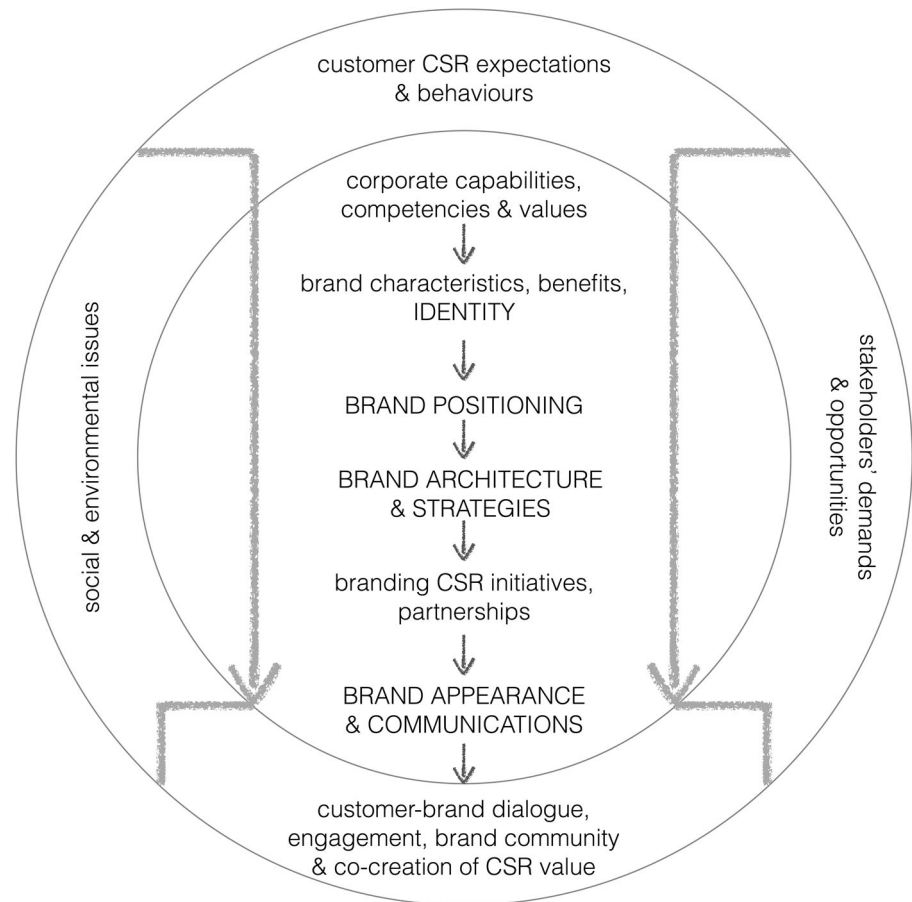 customer CSR expectations
& behaviours
corporate capabilities,
competencies & values
brand characteristics, benefits,
IDENTITY
BRAND POSITIONING
BRAND ARCHITECTURE
& STRATEGIES
branding CSR initiatives,
partnerships
BRAND APPEARANCE
& COMMUNICATIONS
customer-brand dialogue,
engagement, brand community
& co-creation of CSR value
social & environmental issues
stakeholders' demands
& opportunities